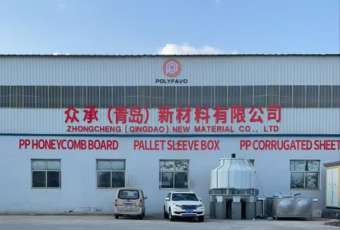 POLYFAVO
众承（青岛）新材料有限公司
ZHONGCHENG (QINGDAO) NEW MATERIAL CO., LTD
PP HONEYCOMB BOARD PALLET SLEEVE BOX PP CORRUGATED SHEET